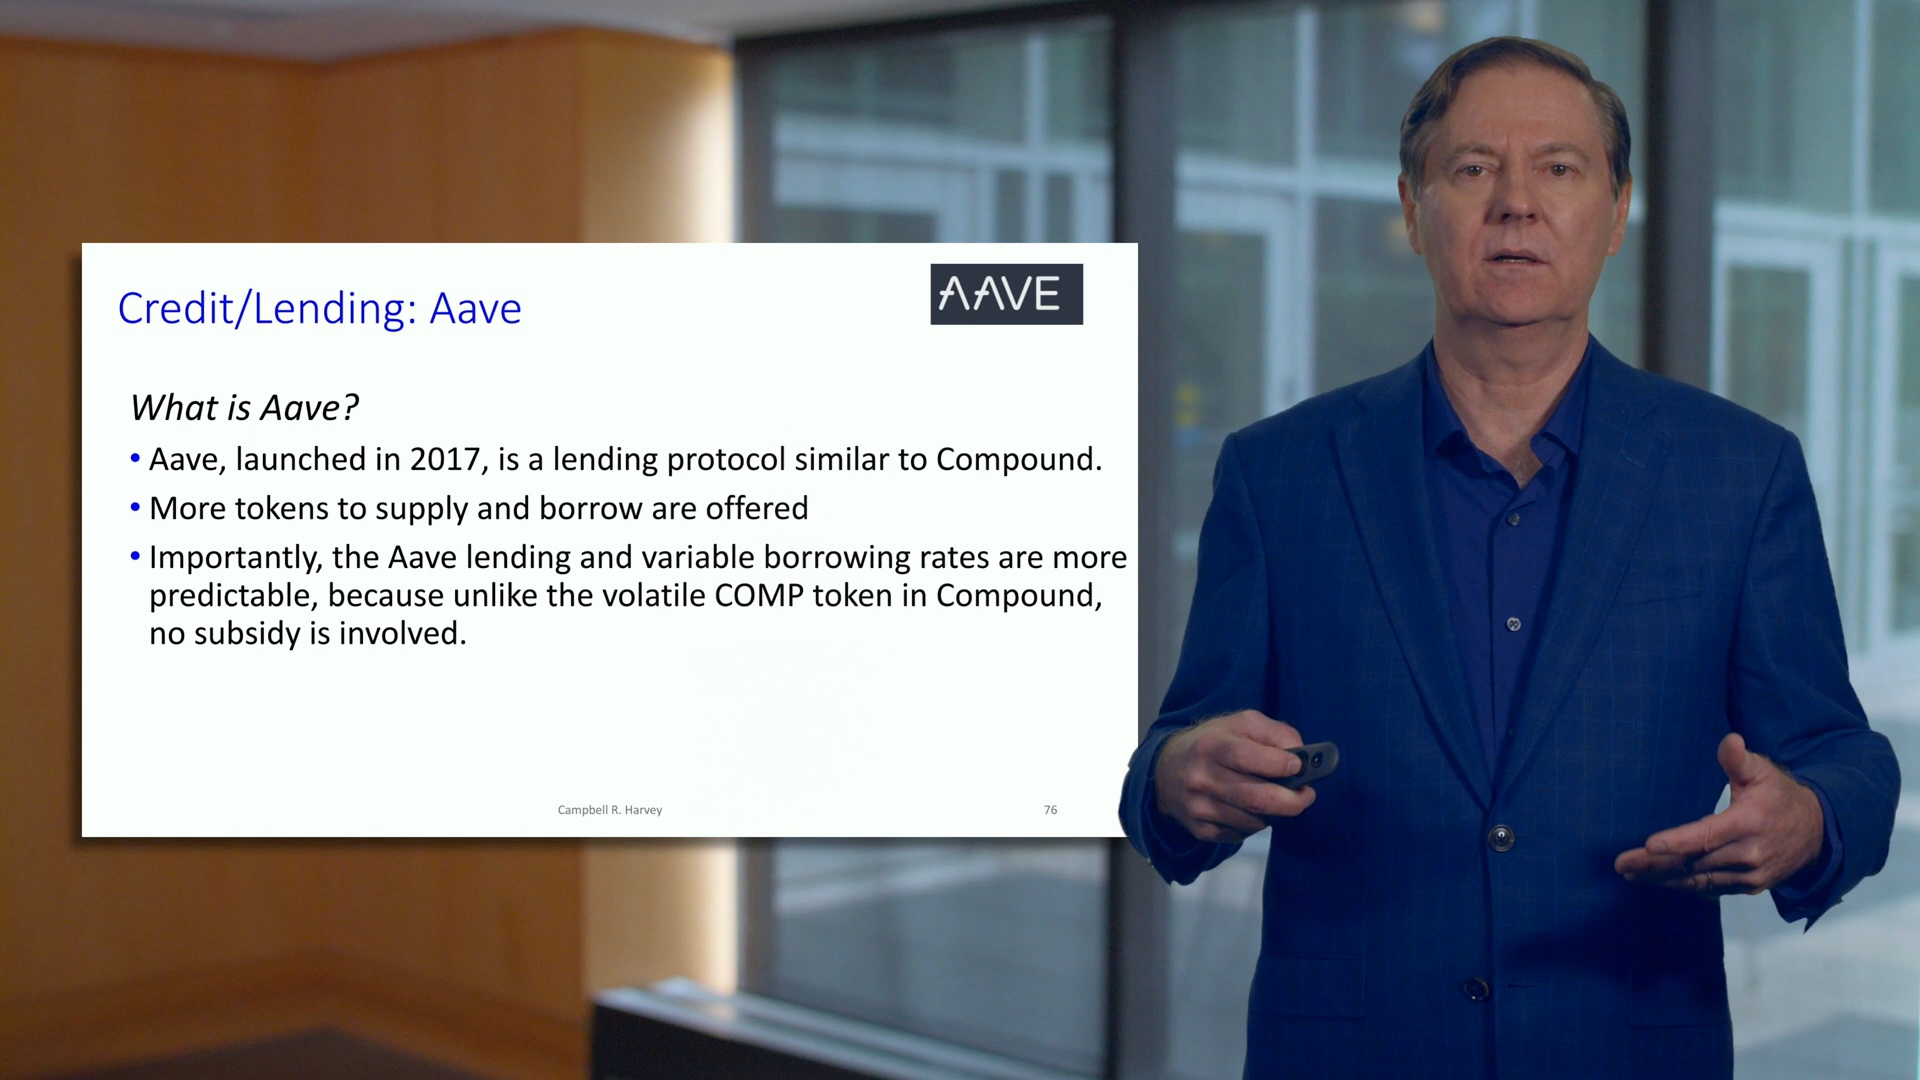 AAVE
Credit/Lending: Aave
What is Aave?
• Aave, launched in 2017, is a lending protocol similar to Compound.
• More tokens to supply and borrow are offered
• Importantly, the Aave lending and variable borrowing rates are more
predictable, because unlike the volatile COMP token in Compound,
no subsidy is involved.
Campbell R. Harvey
76